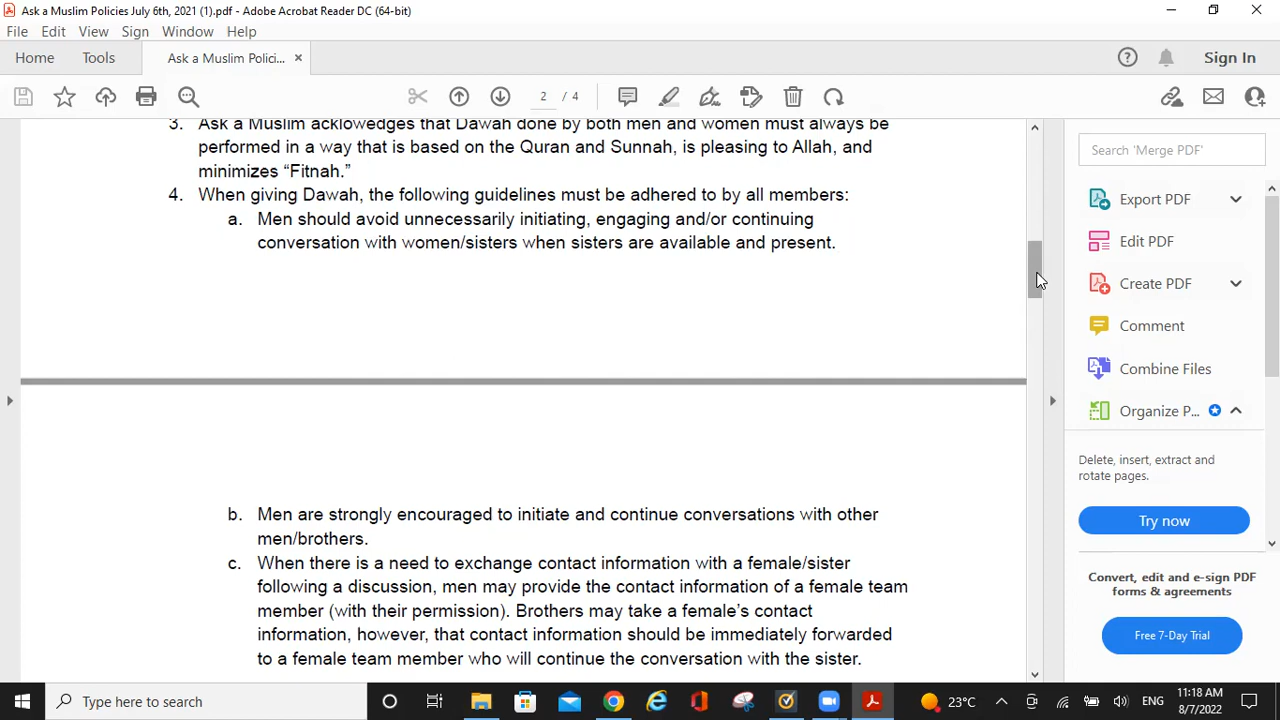 Ask a Muslim Policies July 6th, 2021 (1).pdf - Adobe Acrobat Reader DC (64-bit)
File Edit View Sign Window Help
Home Tools Ask a Muslim Polici... × Sign In
2 / 4
3. Ask a Muslim acklowedges that Dawah done by both men and women must always be
performed in a way that is based on the Quran and Sunnah, is pleasing to Allah, and
minimizes “Fitnah.”
4. When giving Dawah, the following guidelines must be adhered to by all members:
a. Men should avoid unnecessarily initiating, engaging and/or continuing
conversation with women/sisters when sisters are available and present.
b. Men are strongly encouraged to initiate and continue conversations with other
men/brothers.
c. When there is a need to exchange contact information with a female/sister
following a discussion, men may provide the contact information of a female team
member (with their permission). Brothers may take a female’s contact
information, however, that contact information should be immediately forwarded
to a female team member who will continue the conversation with the sister.
Search 'Merge PDF'
Export PDF
Edit PDF
Create PDF
Comment
Combine Files
Organize P...
Delete, insert, extract and
rotate pages.
Try now
Convert, edit and e-sign PDF
forms & agreements
Free 7-Day Trial
Type here to search
23°C
ENG
11:18 AM
8/7/2022